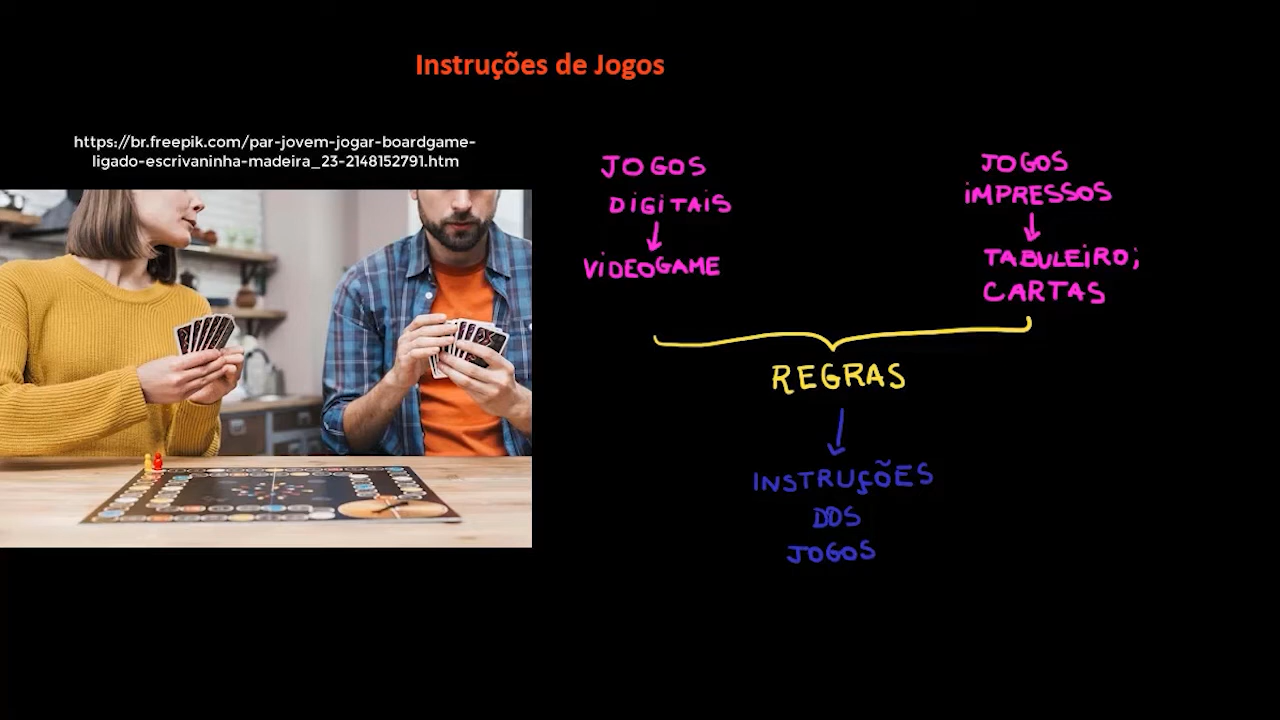 Instruções de Jogos
https://br.freepik.com/par-jovem-jogar-boardgame-
ligado-escrivaninha-madeira_23-2148152791.htm
JOGOS
DIGITAIS
VIDEOGAME
JOGOS
IMPRESSOS
TABULEIRO;
CARTAS
REGRAS
INSTRUÇÕES
DOS
JOGOS